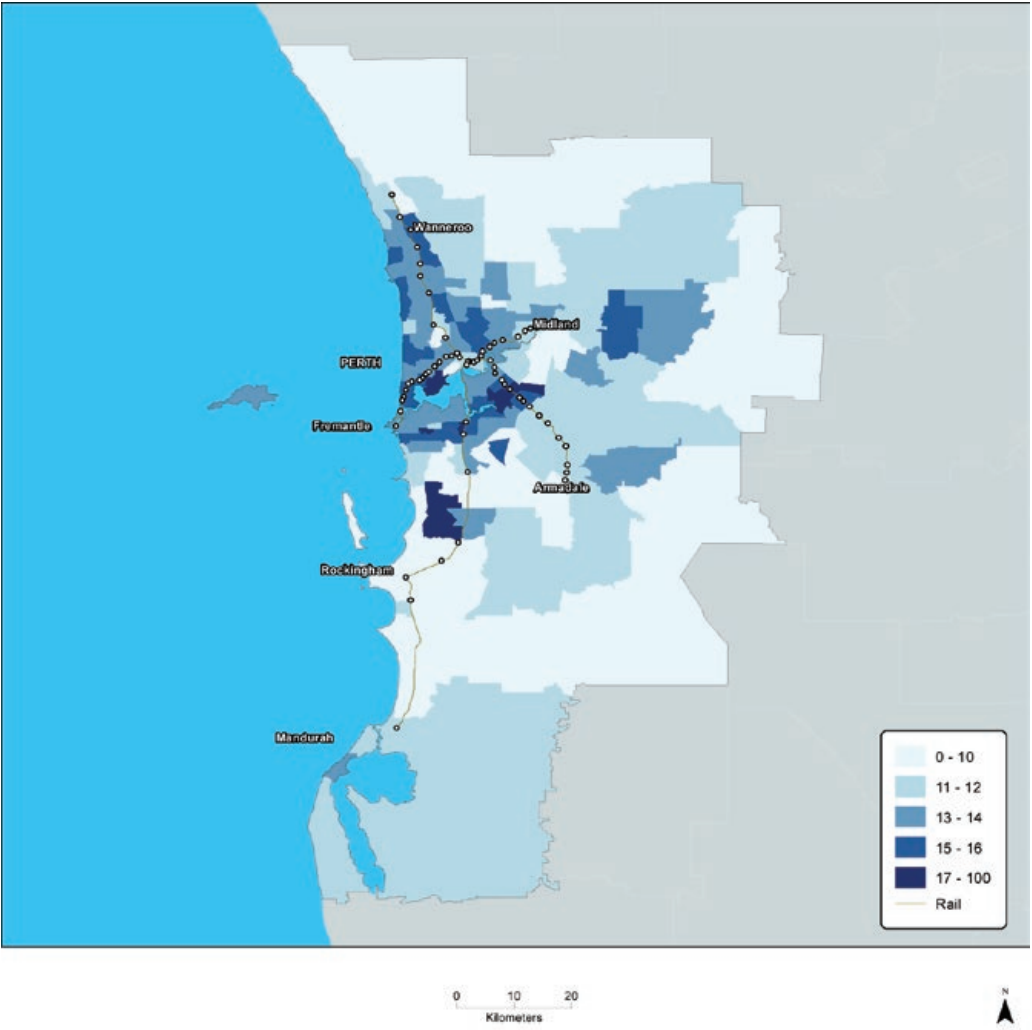 Wanneroo
Midland
PERTH
Fremantle
Armadale
Rockingham
Mandurah
0 - 10
11 - 12
13 - 14
15 - 16
17 - 100
Rail
0 10 20
Kilometers
N